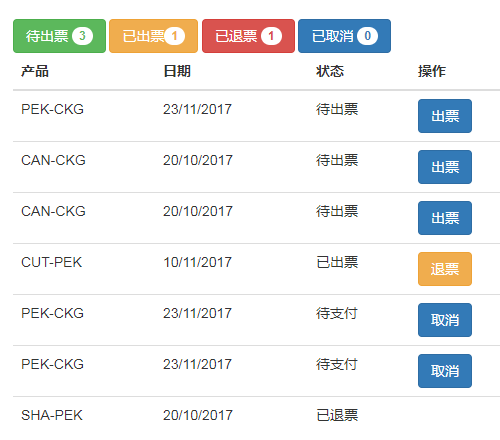 待出票 3 已出票 1 已退票 1 已取消 0
产品 日期 状态 操作
PEK-CKG 23/11/2017 待出票 出票
CAN-CKG 20/10/2017 待出票 出票
CAN-CKG 20/10/2017 待出票 出票
CUT-PEK 10/11/2017 已出票 退票
PEK-CKG 23/11/2017 待支付 取消
PEK-CKG 23/11/2017 待支付 取消
SHA-PEK 20/10/2017 已退票